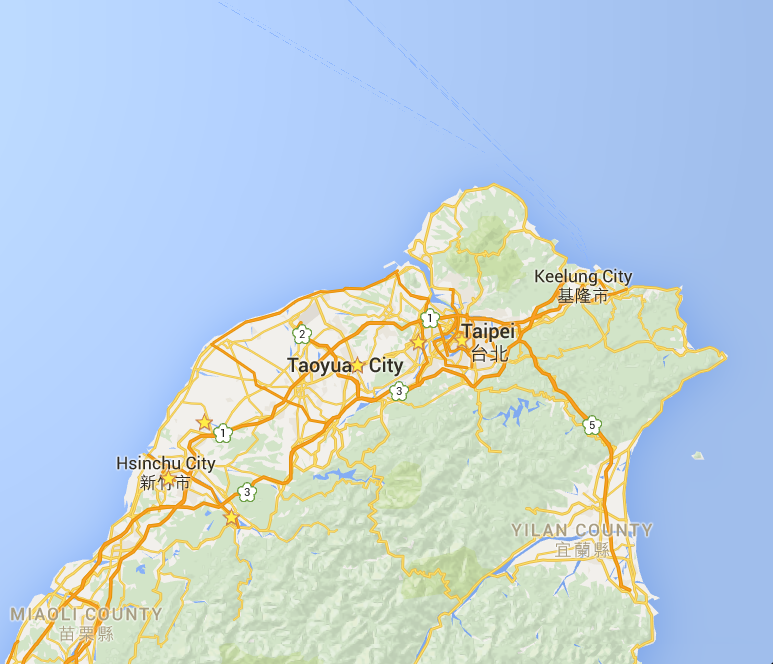 Keelung City
基隆市
1
Taipei
台北
2
Taoyua City
3
5
1
Hsinchu City
新竹市
3
YILAN COUNTY
宜蘭縣
MIAOLI COUNTY
苗栗縣